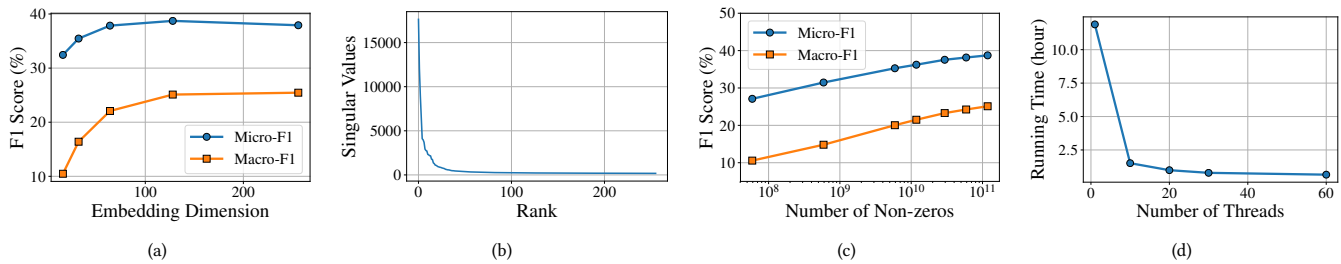 40
30
20
10
F1 Score (%)
100
200
Embedding Dimension
Micro-F1
Macro-F1
(a)
15000
10000
5000
0
Singular Values
0
100
200
Rank
(b)
50
40
30
20
10
F1 Score (%)
Micro-F1
Macro-F1
10⁸
10⁹
10¹⁰
10¹¹
Number of Non-zeros
(c)
10.0
7.5
5.0
2.5
Running Time (hour)
0
20
40
60
Number of Threads
(d)